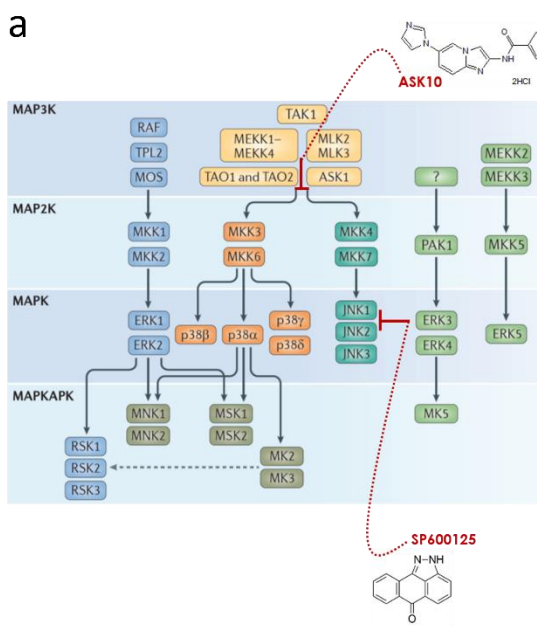 a
N
N
N
N
NH
O
2HCl
ASK10
MAP3K
TAK1
RAF
TPL2
MOS
MEKK1–
MEKK4
MLK2
MLK3
TAO1 and TAO2
ASK1
?
MEKK2
MEKK3
MAP2K
MKK1
MKK2
MKK3
MKK6
MKK4
MKK7
PAK1
MKK5
MAPK
ERK1
ERK2
p38β
p38α
p38γ
p38δ
JNK1
JNK2
JNK3
ERK3
ERK4
ERK5
MAPKAPK
MNK1
MNK2
MSK1
MSK2
MK5
RSK1
RSK2
RSK3
MK2
MK3
SP600125
N
NH
O